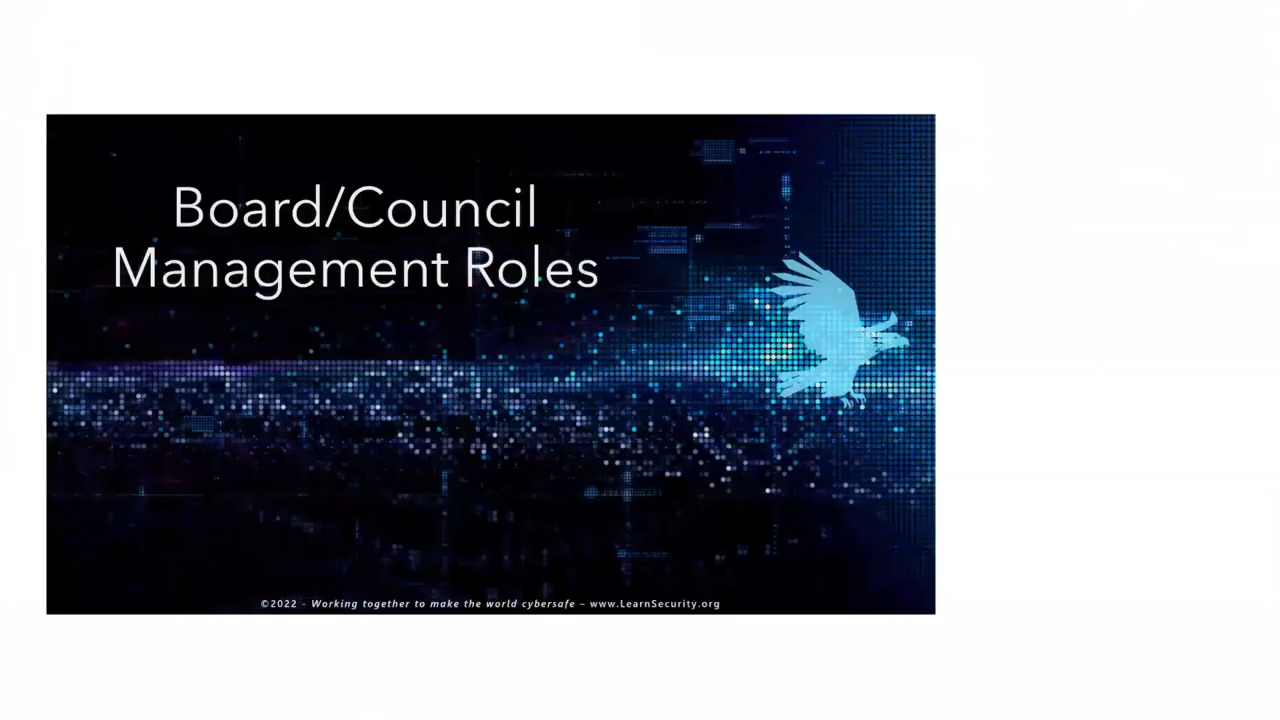 Board/Council
Management Roles
©2022 - Working together to make the world cybersafe – www.LearnSecurity.org